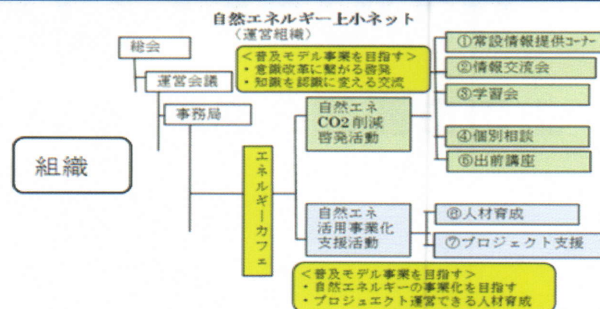 自然エネルギー上小ネット
(運営組織)
総会
運営会議
事務局
組織
<普及モデル事業を目指す>
・意識改革に繋がる啓発
・知識を認識に変える交流
エネルギーカフェ
自然エネ
CO2削減
啓発活動
①常設情報提供コーナー
②情報交流会
③学習会
④個別相談
⑥出前講座
自然エネ
活用事業化
支援活動
⑥人材育成
⑦プロジェクト支援
<普及モデル事業を目指す>
・自然エネルギーの事業化を目指す
・プロジュエクト運営できる人材育成